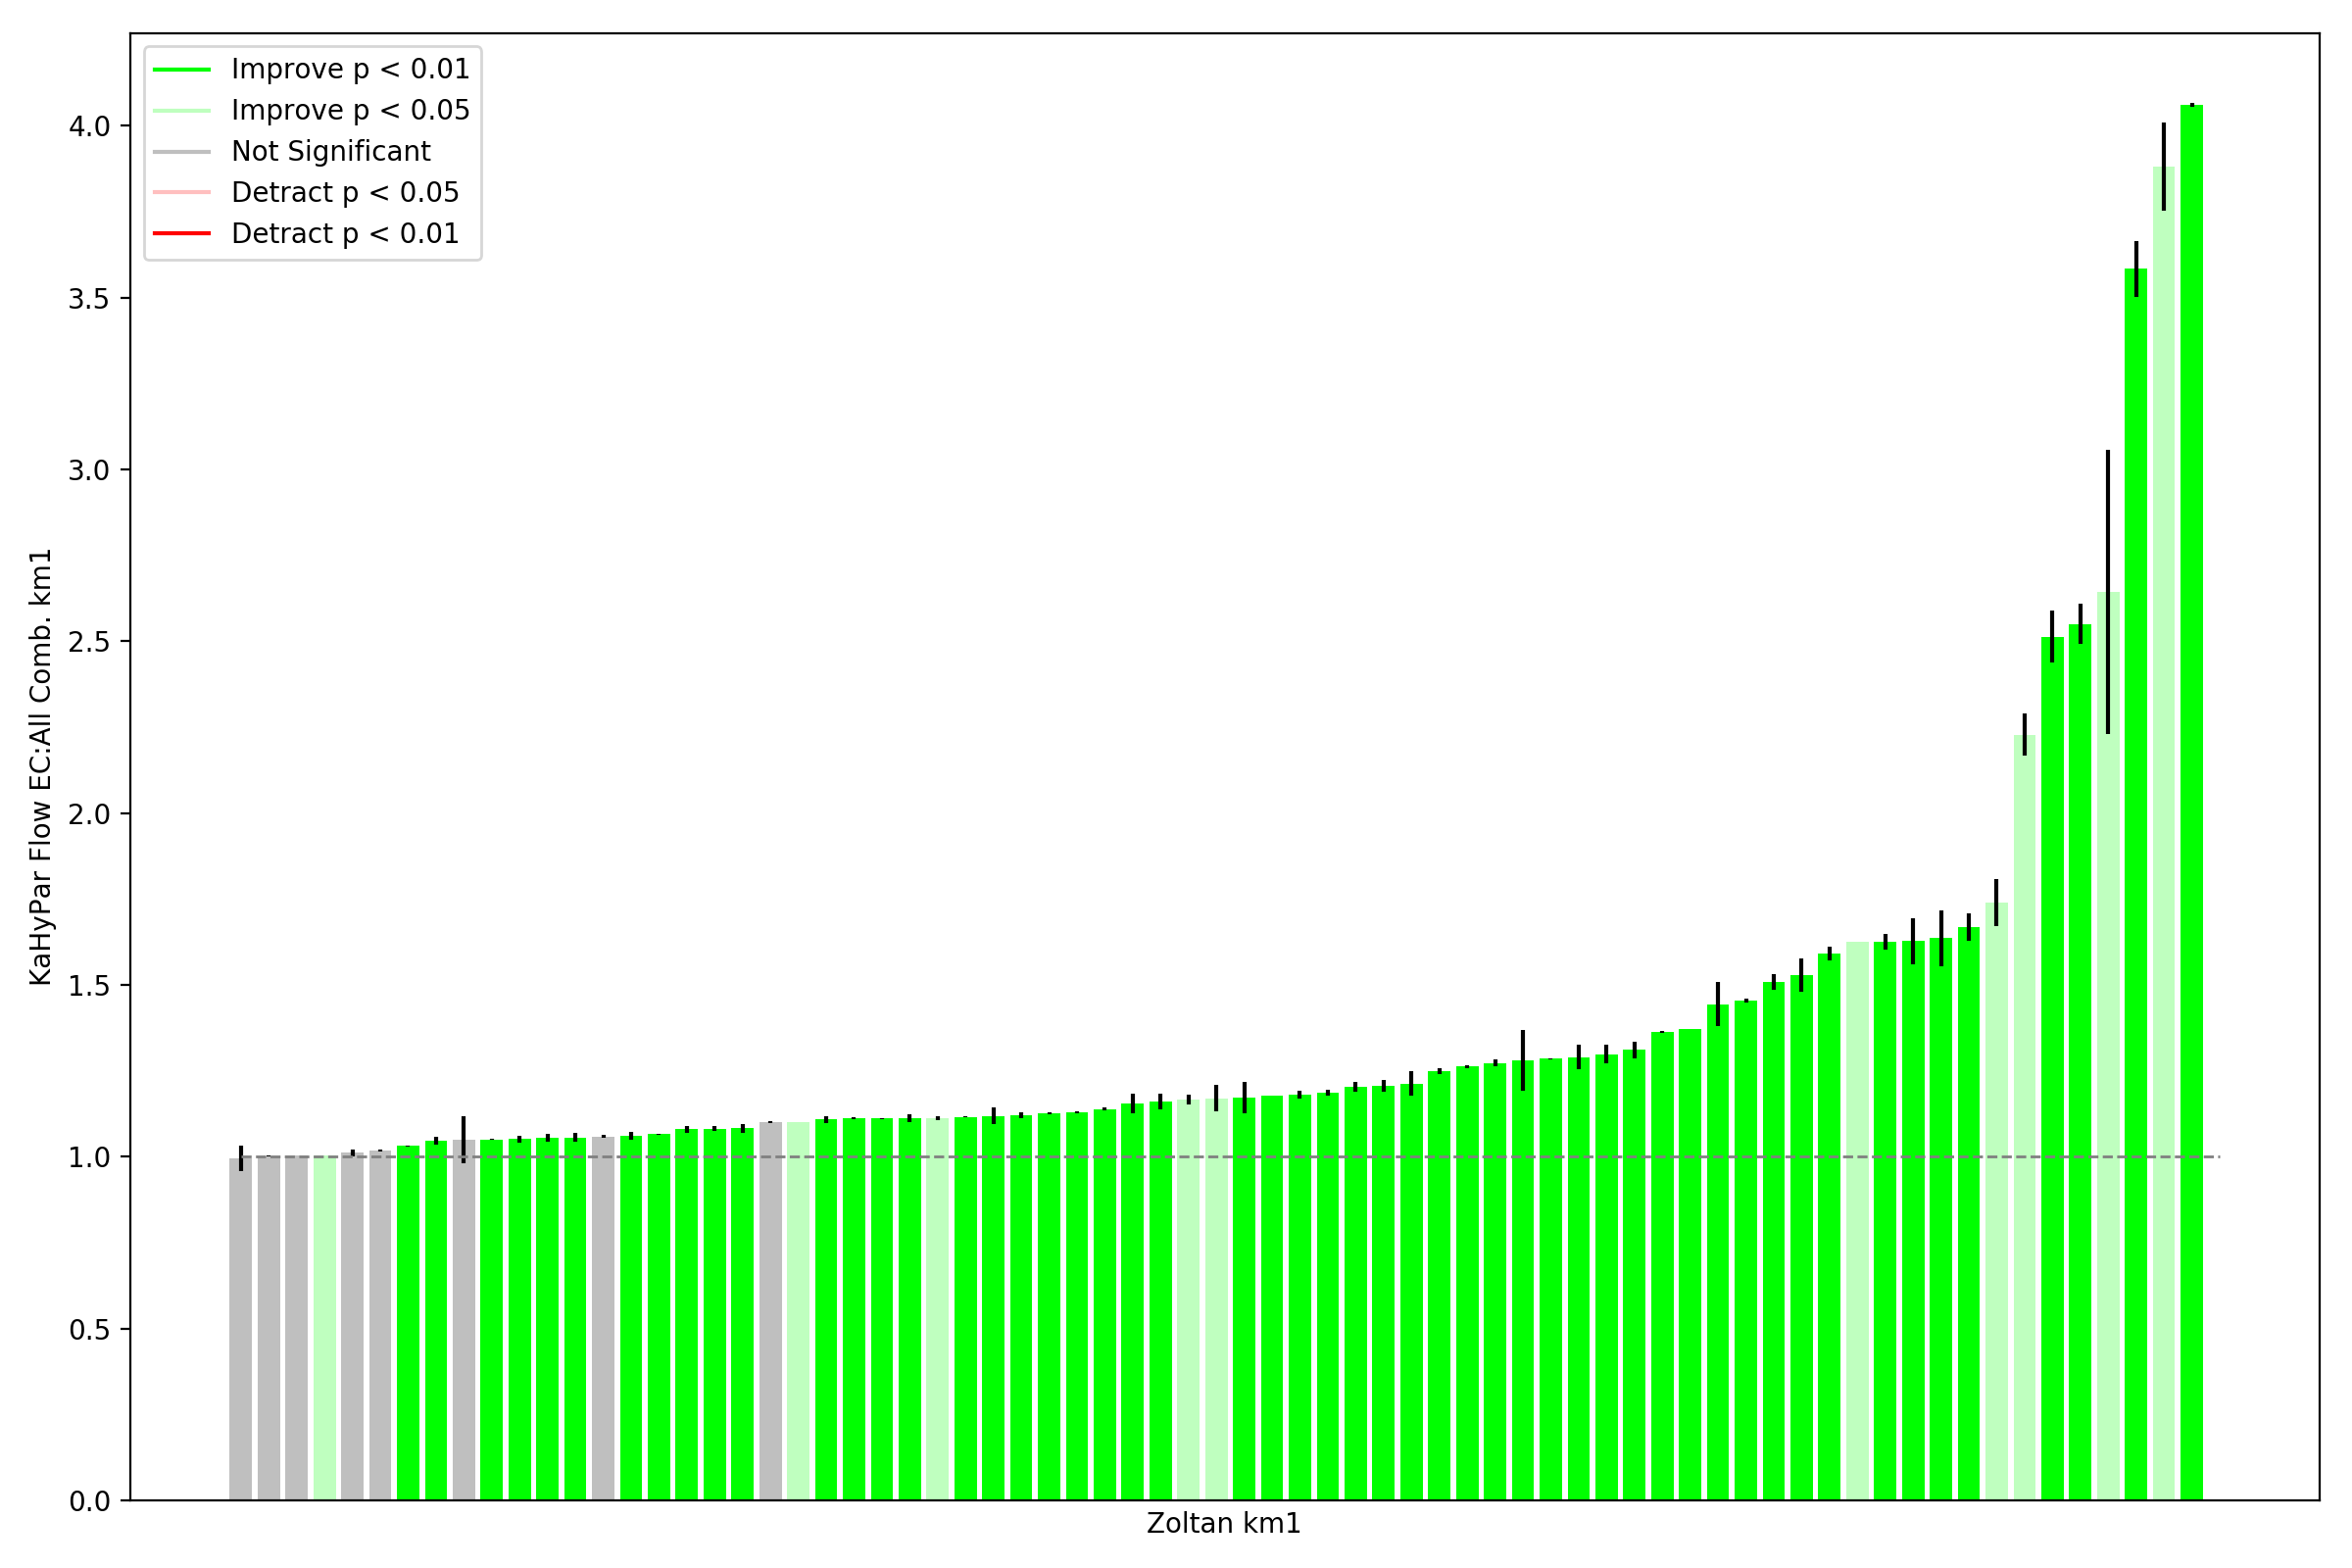 Improve p < 0.01
Improve p < 0.05
Not Significant
Detract p < 0.05
Detract p < 0.01
4.0
3.5
3.0
2.5
2.0
1.5
1.0
0.5
0.0
KaHyPar Flow EC:All Comb. km1
Zoltan km1